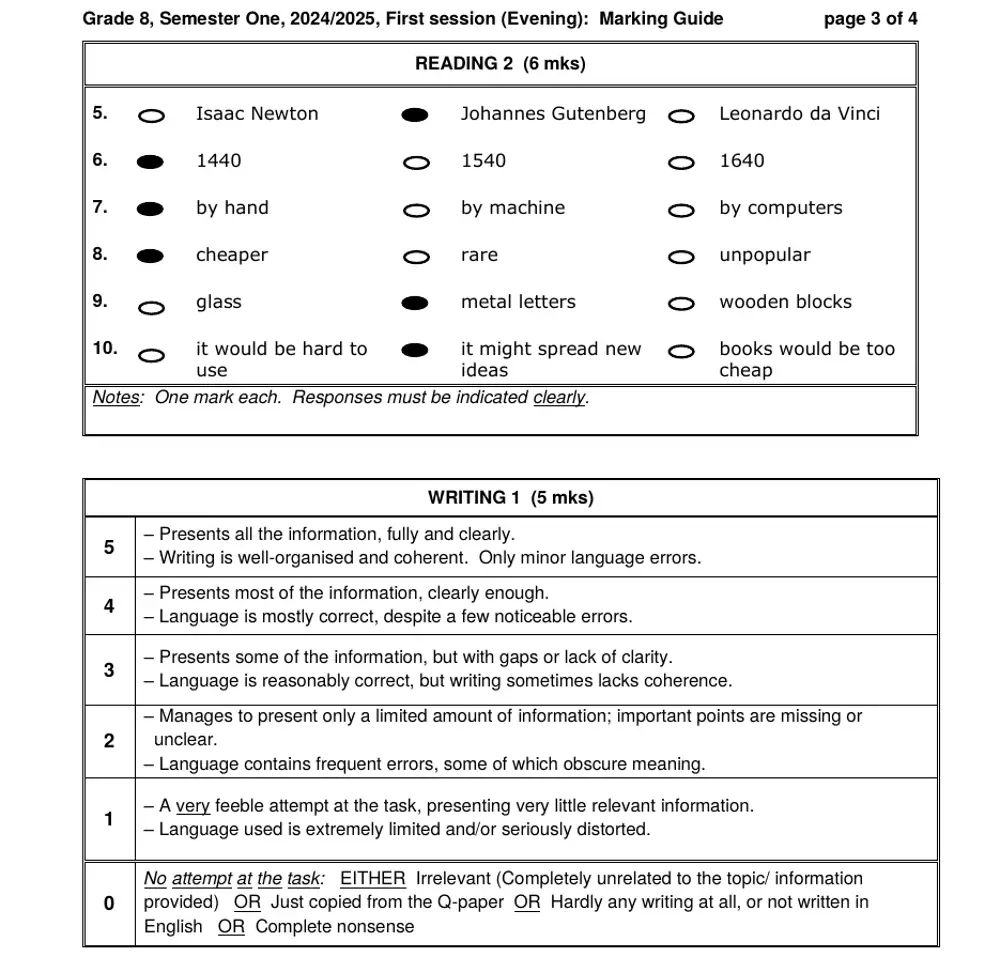 Grade 8, Semester One, 2024/2025, First session (Evening):  Marking Guide page 3 of 4
READING 2  (6 mks)
5. Isaac Newton Johannes Gutenberg Leonardo da Vinci
6. 1440 1540 1640
7. by hand by machine by computers
8. cheaper rare unpopular
9. glass metal letters wooden blocks
10. it would be hard to it might spread new books would be too
use ideas cheap
Notes:  One mark each.  Responses must be indicated clearly.
WRITING 1  (5 mks)
5
– Presents all the information, fully and clearly.
– Writing is well-organised and coherent.  Only minor language errors.
4
– Presents most of the information, clearly enough.
– Language is mostly correct, despite a few noticeable errors.
3
– Presents some of the information, but with gaps or lack of clarity.
– Language is reasonably correct, but writing sometimes lacks coherence.
2
– Manages to present only a limited amount of information; important points are missing or
unclear.
– Language contains frequent errors, some of which obscure meaning.
1
– A very feeble attempt at the task, presenting very little relevant information.
– Language used is extremely limited and/or seriously distorted.
0
No attempt at the task:   EITHER  Irrelevant (Completely unrelated to the topic/ information
provided)   OR  Just copied from the Q-paper  OR  Hardly any writing at all, or not written in
English   OR  Complete nonsense